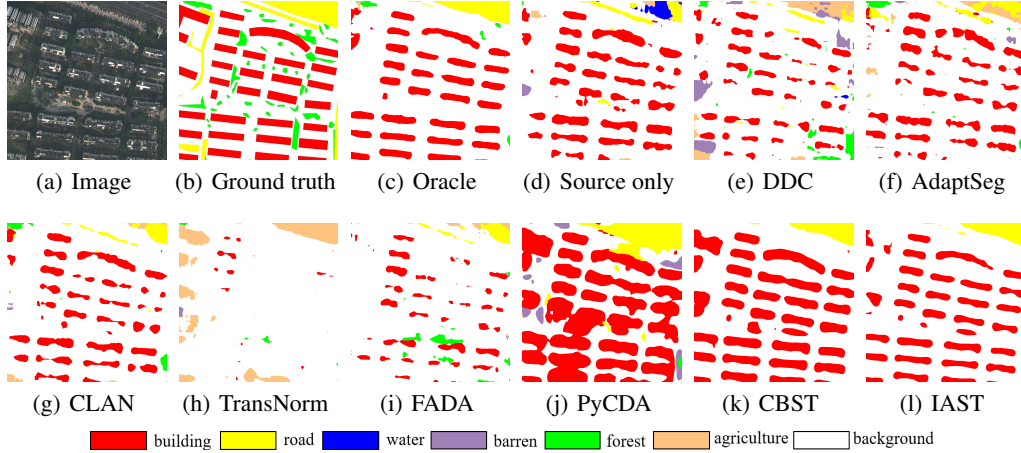 (a) Image (b) Ground truth (c) Oracle (d) Source only (e) DDC (f) AdaptSeg
(g) CLAN (h) TransNorm (i) FADA (j) PyCDA (k) CBST (l) IAST
building road water barren forest agriculture background